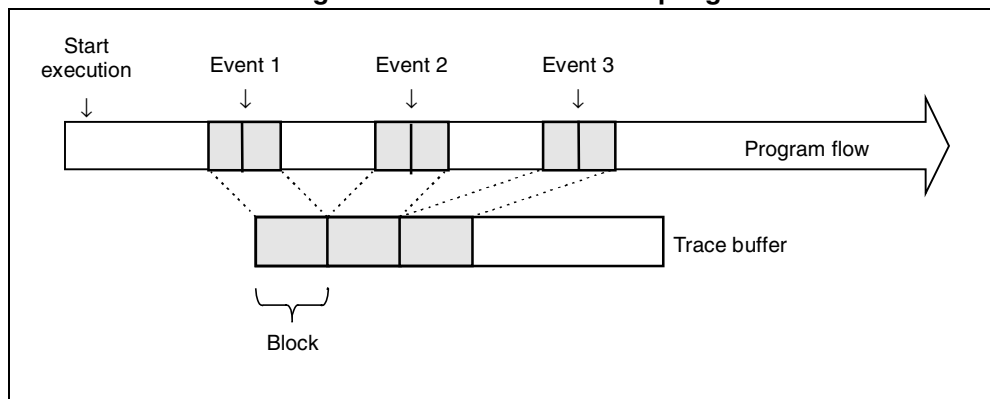 Start
execution
Event 1
Event 2
Event 3
Program flow
Trace buffer
Block